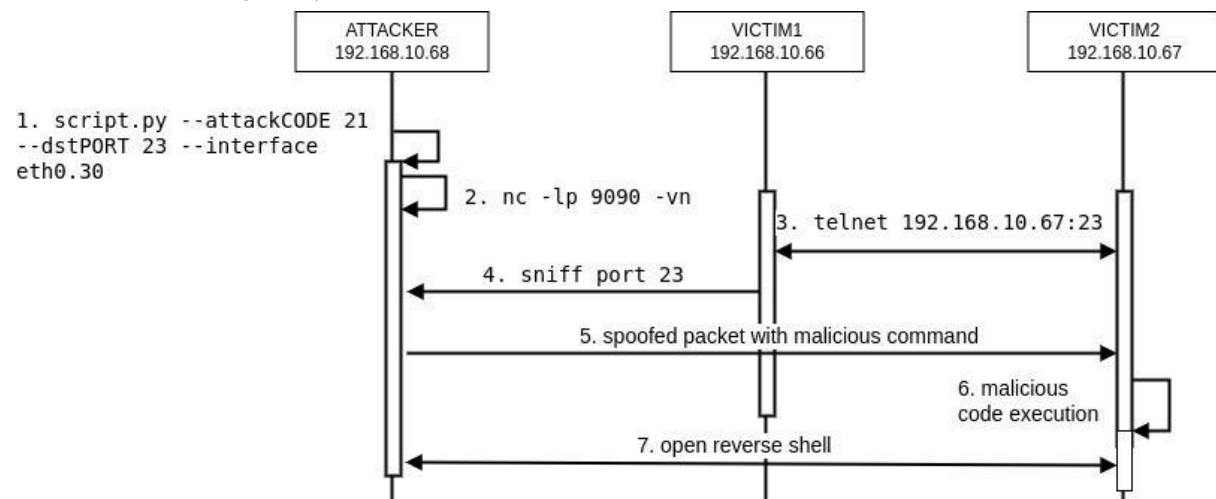 ATTACKER
192.168.10.68
VICTIM1
192.168.10.66
VICTIM2
192.168.10.67
1. script.py --attackCODE 21
--dstPORT 23 --interface
eth0.30
2. nc -lp 9090 -vn
3. telnet 192.168.10.67:23
4. sniff port 23
5. spoofed packet with malicious command
6. malicious
code execution
7. open reverse shell